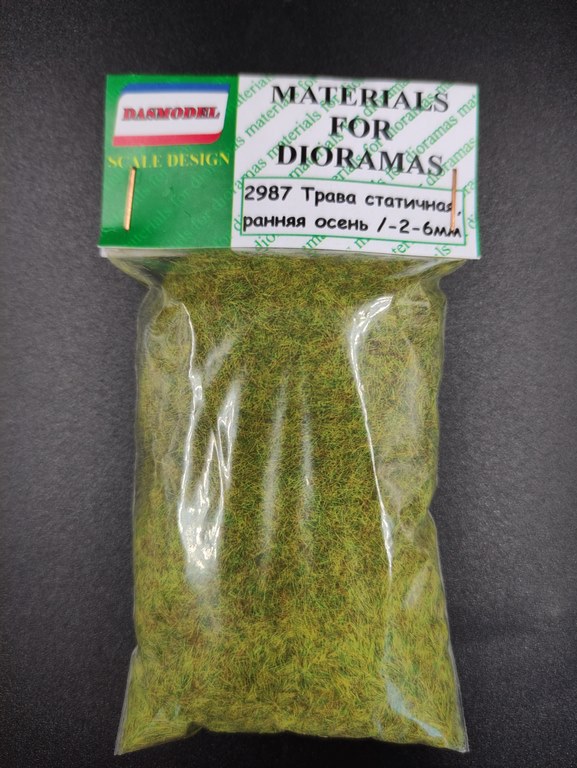 DASMODEL
SCALE DESIGN
MATERIALS
FOR
DIORAMAS
2987 Трава статичная,
ранняя осень /-2-6мм